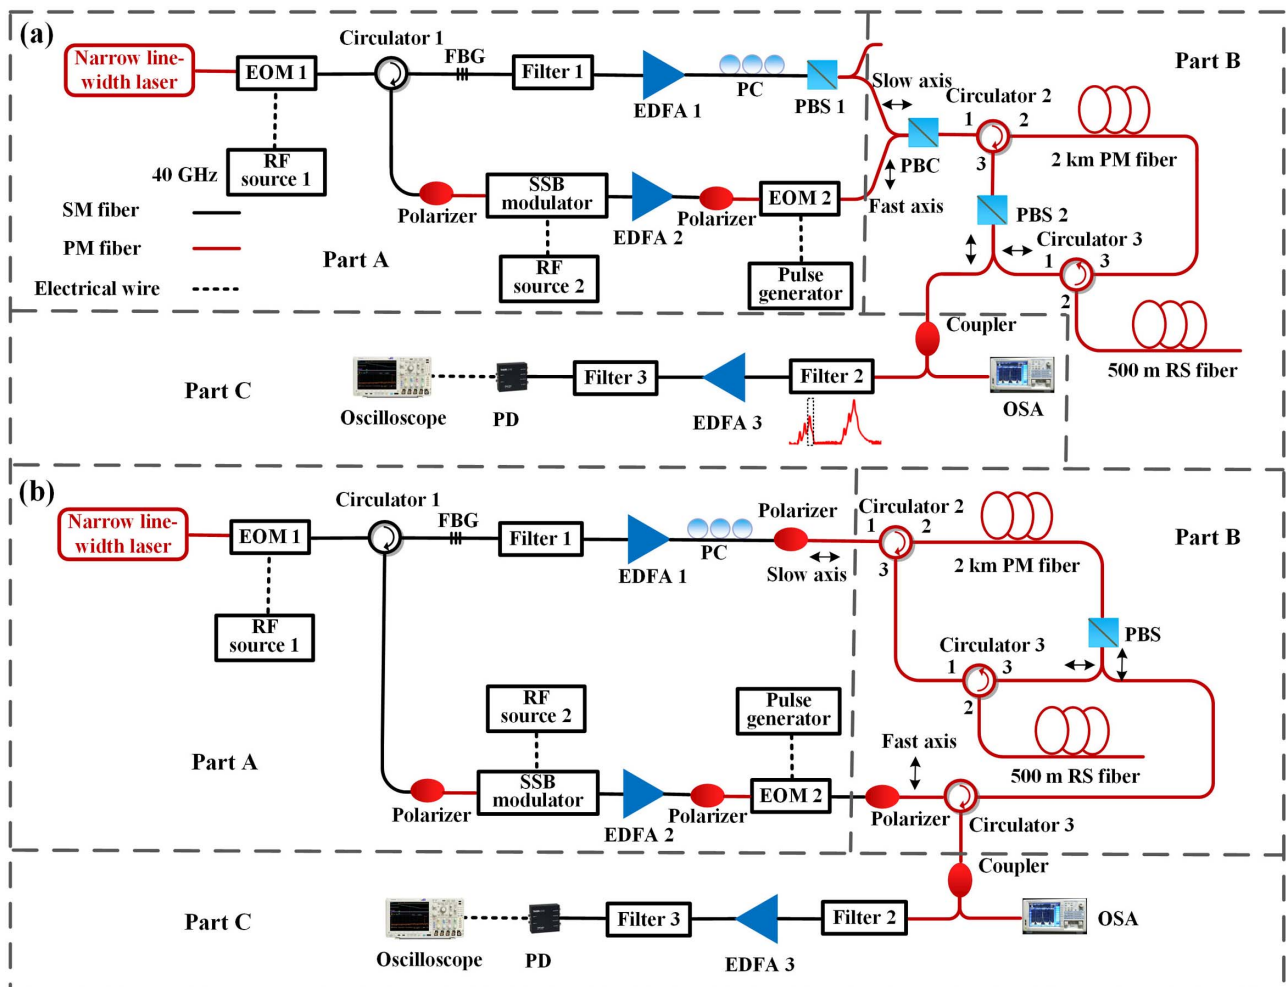 (a)
Narrow line-
width laser
EOM 1
Circulator 1
FBG
Filter 1
EDFA 1
PC
PBS 1
Slow axis
Part B
Circulator 2
1
2
3
2 km PM fiber
PBC
Fast axis
40 GHz
RF
source 1
SM fiber
PM fiber
Electrical wire
Part A
Polarizer
SSB
modulator
EDFA 2
Polarizer
EOM 2
RF
source 2
Pulse
generator
PBS 2
Circulator 3
1
3
2
500 m RS fiber
Coupler
Part C
Oscilloscope
PD
Filter 3
EDFA 3
Filter 2
OSA
(b)
Narrow line-
width laser
EOM 1
Circulator 1
FBG
Filter 1
EDFA 1
PC
Polarizer
Slow axis
Circulator 2
1
2
3
2 km PM fiber
Part B
RF
source 1
PBS
Circulator 3
1
3
2
500 m RS fiber
Part A
RF
source 2
SSB
modulator
Polarizer
EDFA 2
Polarizer
Pulse
generator
EOM 2
Fast axis
Polarizer
Circulator 3
Coupler
Part C
Oscilloscope
PD
Filter 3
EDFA 3
Filter 2
OSA